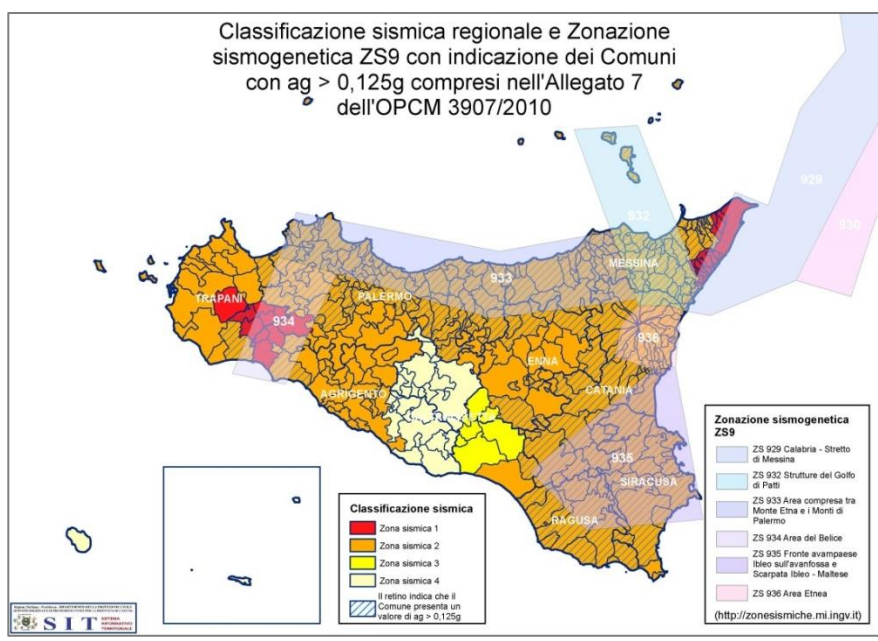 Classificazione sismica regionale e Zonazione
sismogenetica ZS9 con indicazione dei Comuni
con ag > 0,125g compresi nell'Allegato 7
dell'OPCM 3907/2010
929
932
930
MESSINA
933
TRAPANI
PALERMO
934
936
ENNA
CATANIA
AGRIGENTO
935
SIRACUSA
RAGUSA
Zonazione sismogenetica
ZS9
ZS 929 Calabria - Stretto
di Messina
ZS 932 Strutture del Golfo
di Patti
ZS 933 Area compresa tra
Monte Etna e i Monti di
Palermo
ZS 934 Area del Belice
ZS 935 Fronte avampaese
Ibleo sull'avanfossa e
Scarpata Ibleo - Maltese
ZS 936 Area Etnea
(http://zonesismiche.mi.ingv.it)
Classificazione sismica
Zona sismica 1
Zona sismica 2
Zona sismica 3
Zona sismica 4
Il retino indica che il
Comune presenta un
valore di ag > 0,125g
SIT
SISTEMA
INFORMATIVO
TERRITORIALE